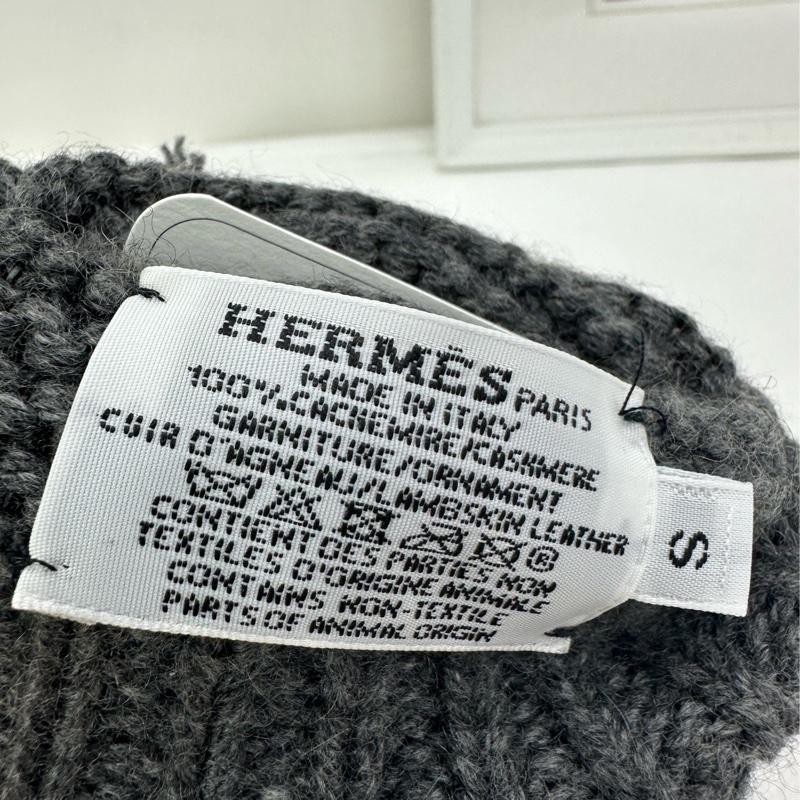 HERMËS PARIS
MADE IN ITALY
100% CACHEMIRE/CASHMERE
GARNITURE/ORNAMENT
CUIR D'AGNEAU/LAMBSKIN LEATHER
CONTIENT DES PARTIES NON
TEXTILES D'ORIGINE ANIMALE
CONTAINS NON-TEXTILE
PARTS OF ANIMAL ORIGIN
S